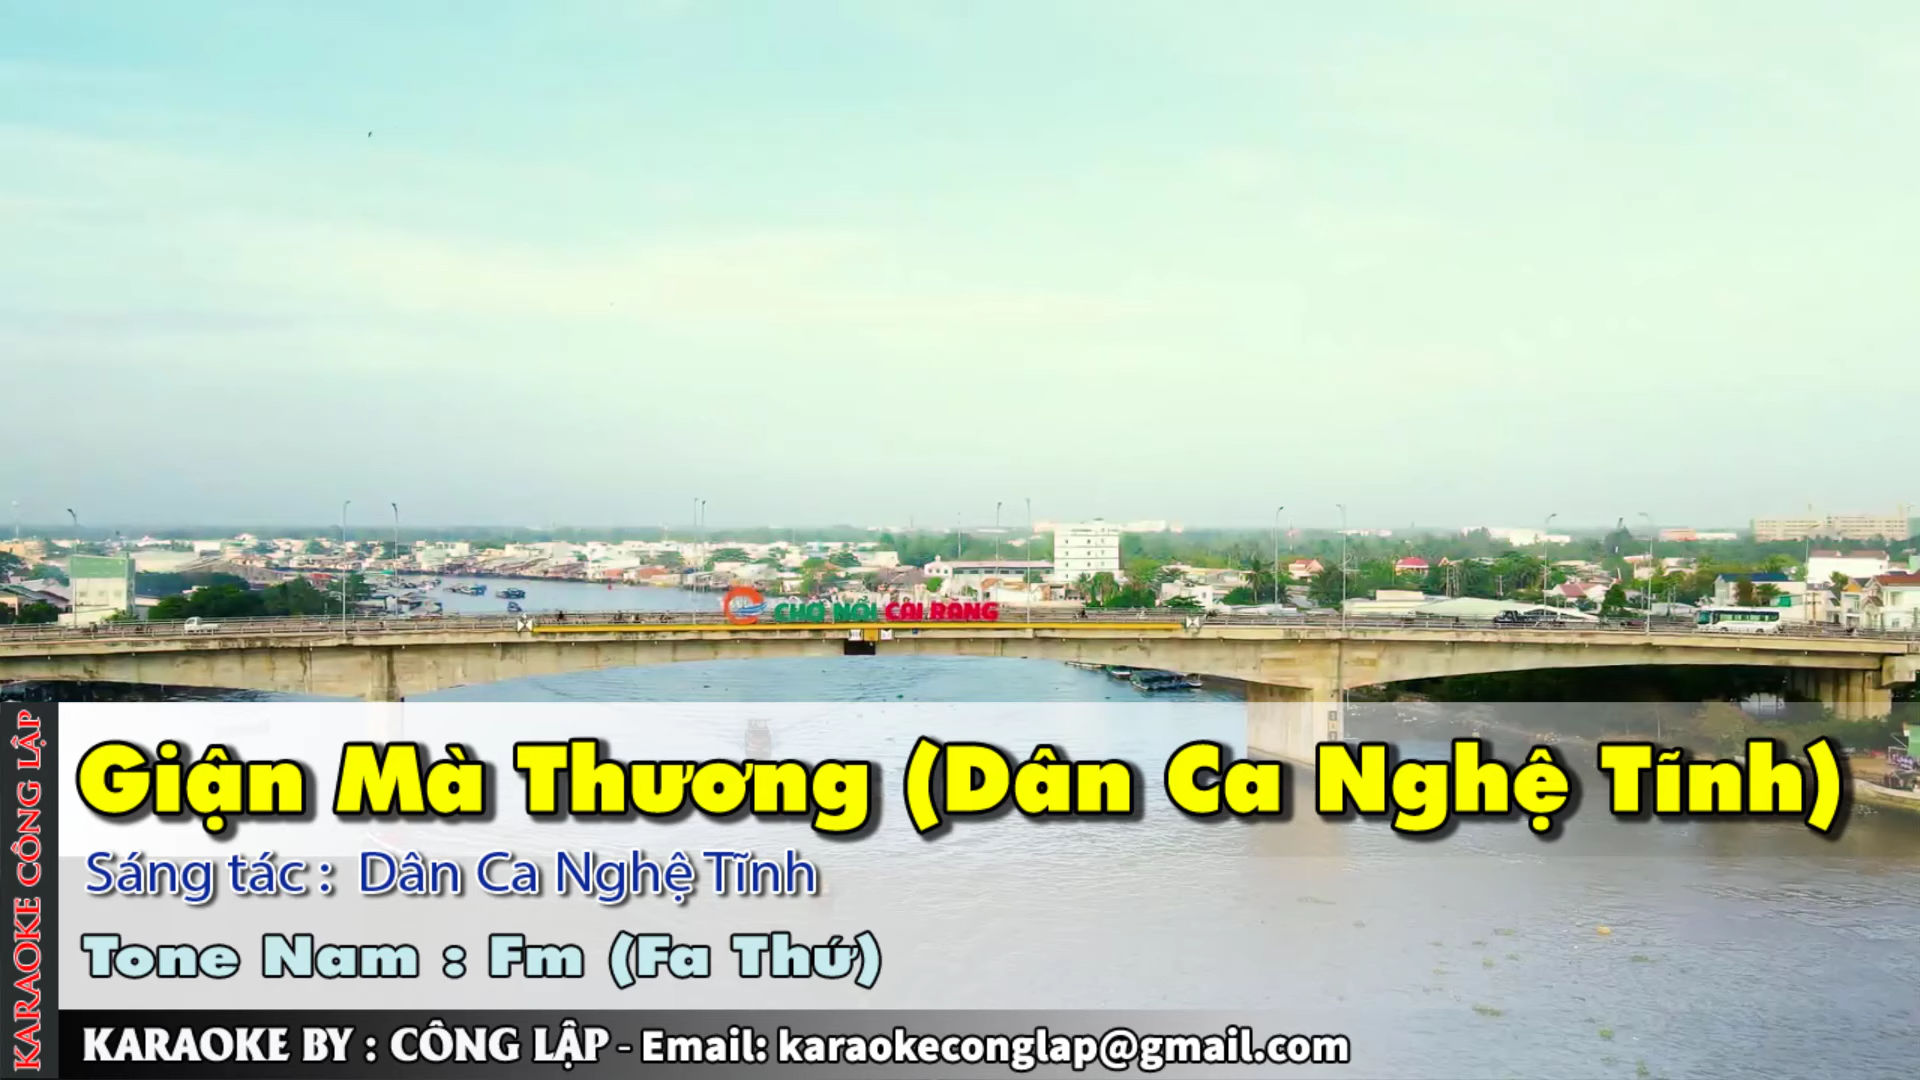 CHỢ NỔI CÁI RĂNG
Giận Mà Thương (Dân Ca Nghệ Tĩnh)
Sáng tác : Dân Ca Nghệ Tĩnh
Tone Nam : Fm (Fa Thứ)
KARAOKE BY : CÔNG LẬP - Email: karaokeconglap@gmail.com
KARAOKE CÔNG LẬP